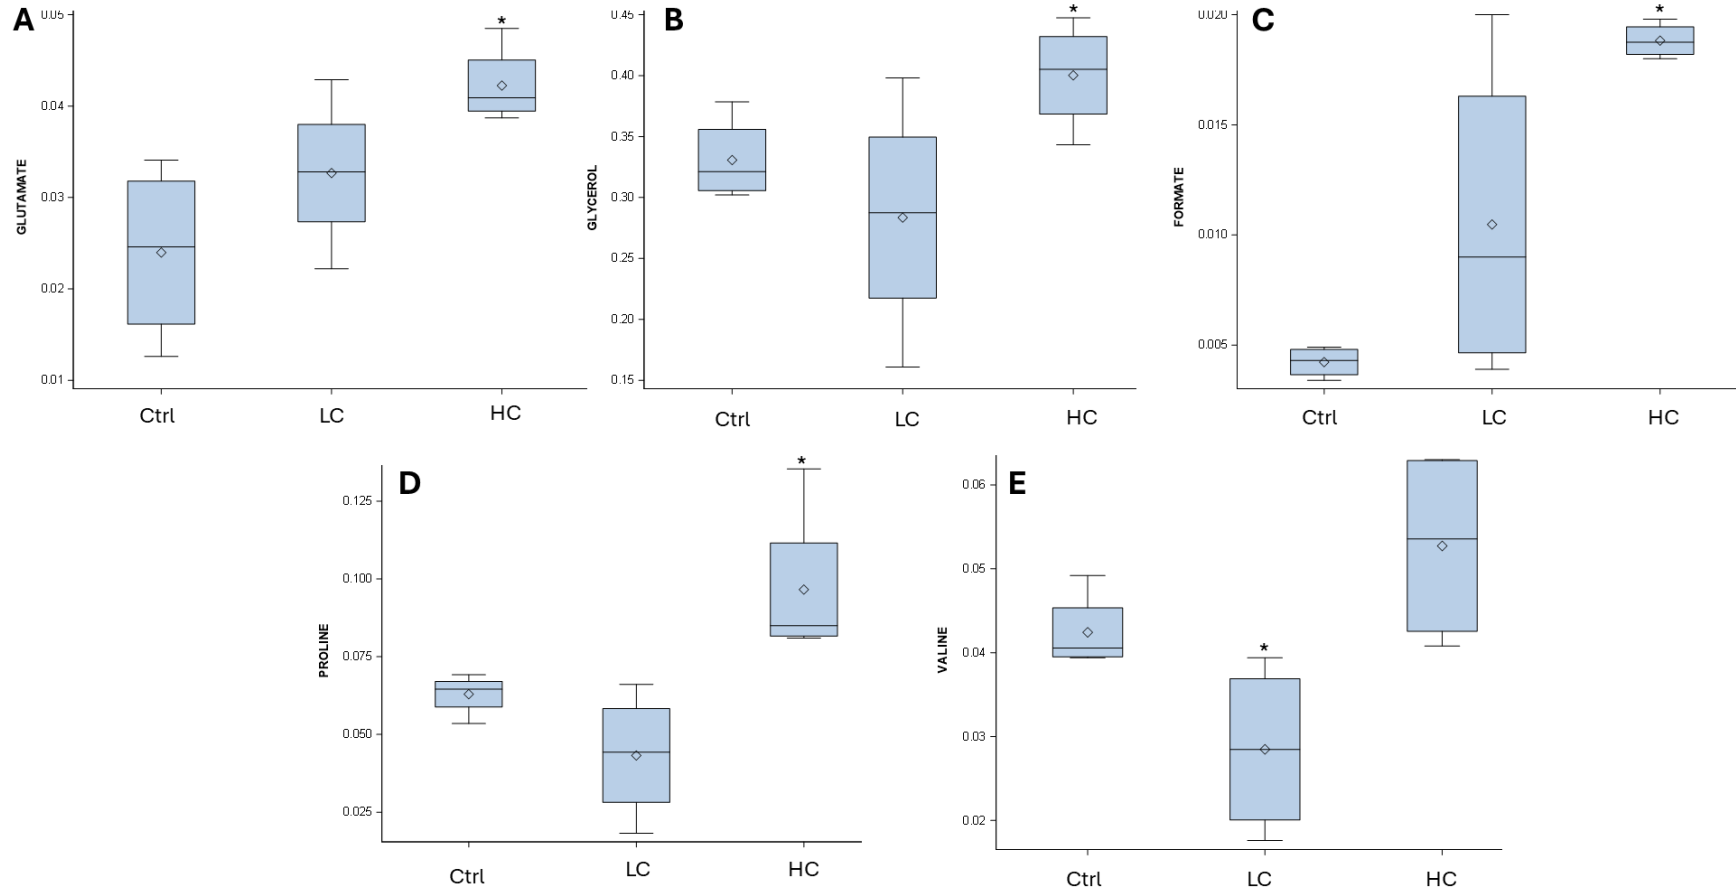 A
GLUTAMATE
0.05
0.04
0.03
0.02
0.01
*
Ctrl
LC
HC
B
GLYCEROL
0.45
0.40
0.35
0.30
0.25
0.20
0.15
*
Ctrl
LC
HC
C
FORMATE
0.020
0.015
0.010
0.005
*
Ctrl
LC
HC
D
PROLINE
0.125
0.100
0.075
0.050
0.025
*
Ctrl
LC
HC
E
VALINE
0.06
0.05
0.04
0.03
0.02
*
Ctrl
LC
HC